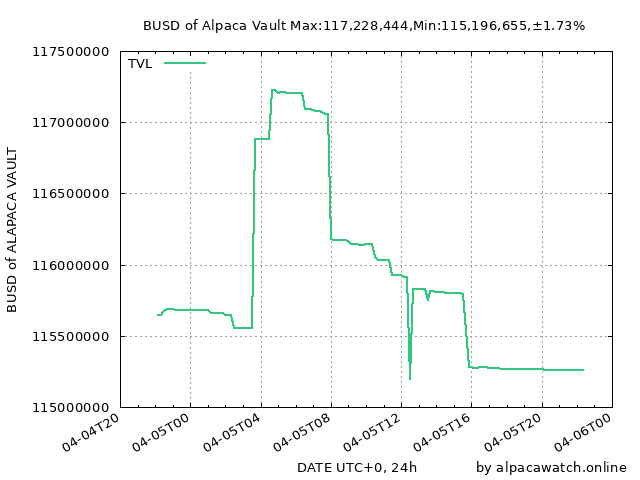 BUSD of Alpaca Vault Max:117,228,444,Min:115,196,655,±1.73%
117500000
TVL
117000000
116500000
116000000
115500000
115000000
BUSD of ALAPACA VAULT
04-04T20
04-05T00
04-05T04
04-05T08
04-05T12
04-05T16
04-05T20
04-06T00
DATE UTC+0, 24h
by alpacawatch.online